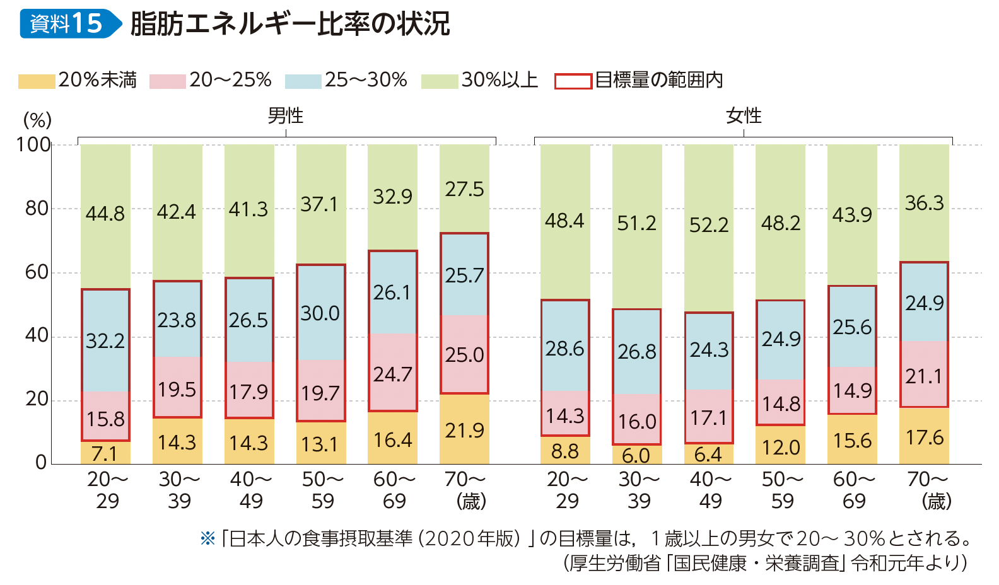 資料15 脂肪エネルギー比率の状況
20%未満 20～25% 25～30% 30%以上 目標量の範囲内
(%) 男性 女性
100
80
60
40
20
0
44.8 42.4 41.3 37.1 32.9 27.5 48.4 51.2 52.2 48.2 43.9 36.3
32.2 23.8 26.5 30.0 26.1 25.7 28.6 26.8 24.3 24.9 25.6 24.9
15.8 19.5 17.9 19.7 24.7 25.0 14.3 16.0 17.1 14.8 14.9 21.1
7.1 14.3 14.3 13.1 16.4 21.9 8.8 6.0 6.4 12.0 15.6 17.6
20～ 30～ 40～ 50～ 60～ 70～ 20～ 30～ 40～ 50～ 60～ 70～
29 39 49 59 69 (歳) 29 39 49 59 69 (歳)
※「日本人の食事摂取基準（2020年版）」の目標量は，1歳以上の男女で20～30%とされる。
（厚生労働省「国民健康・栄養調査」令和元年より）